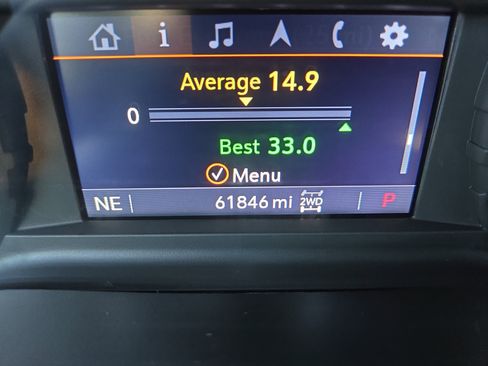 i
Average 14.9
0
Best 33.0
Menu
NE 61846 mi 2WD P